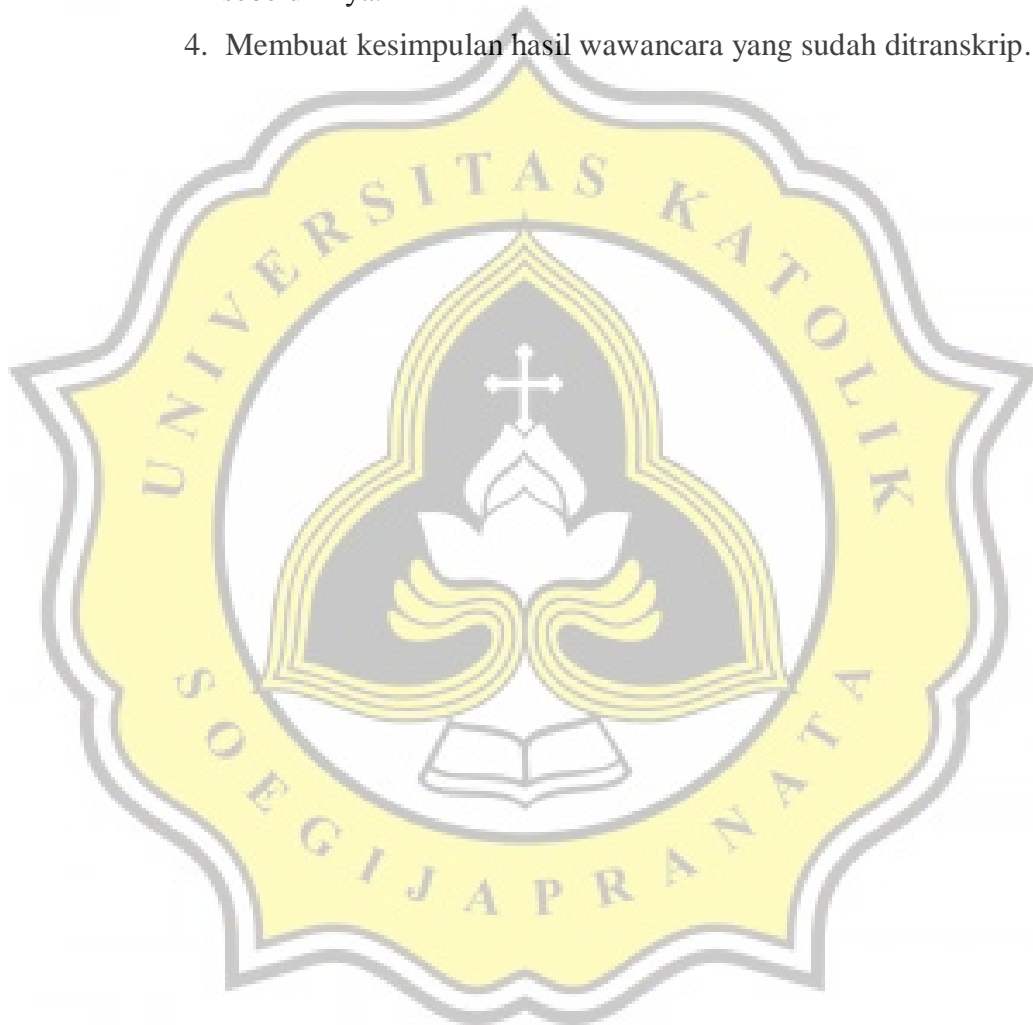 4. Membuat kesimpulan hasil wawancara yang sudah ditranskrip.
UNIVERSITAS KATOLIK
SOEGIJAPRANATA